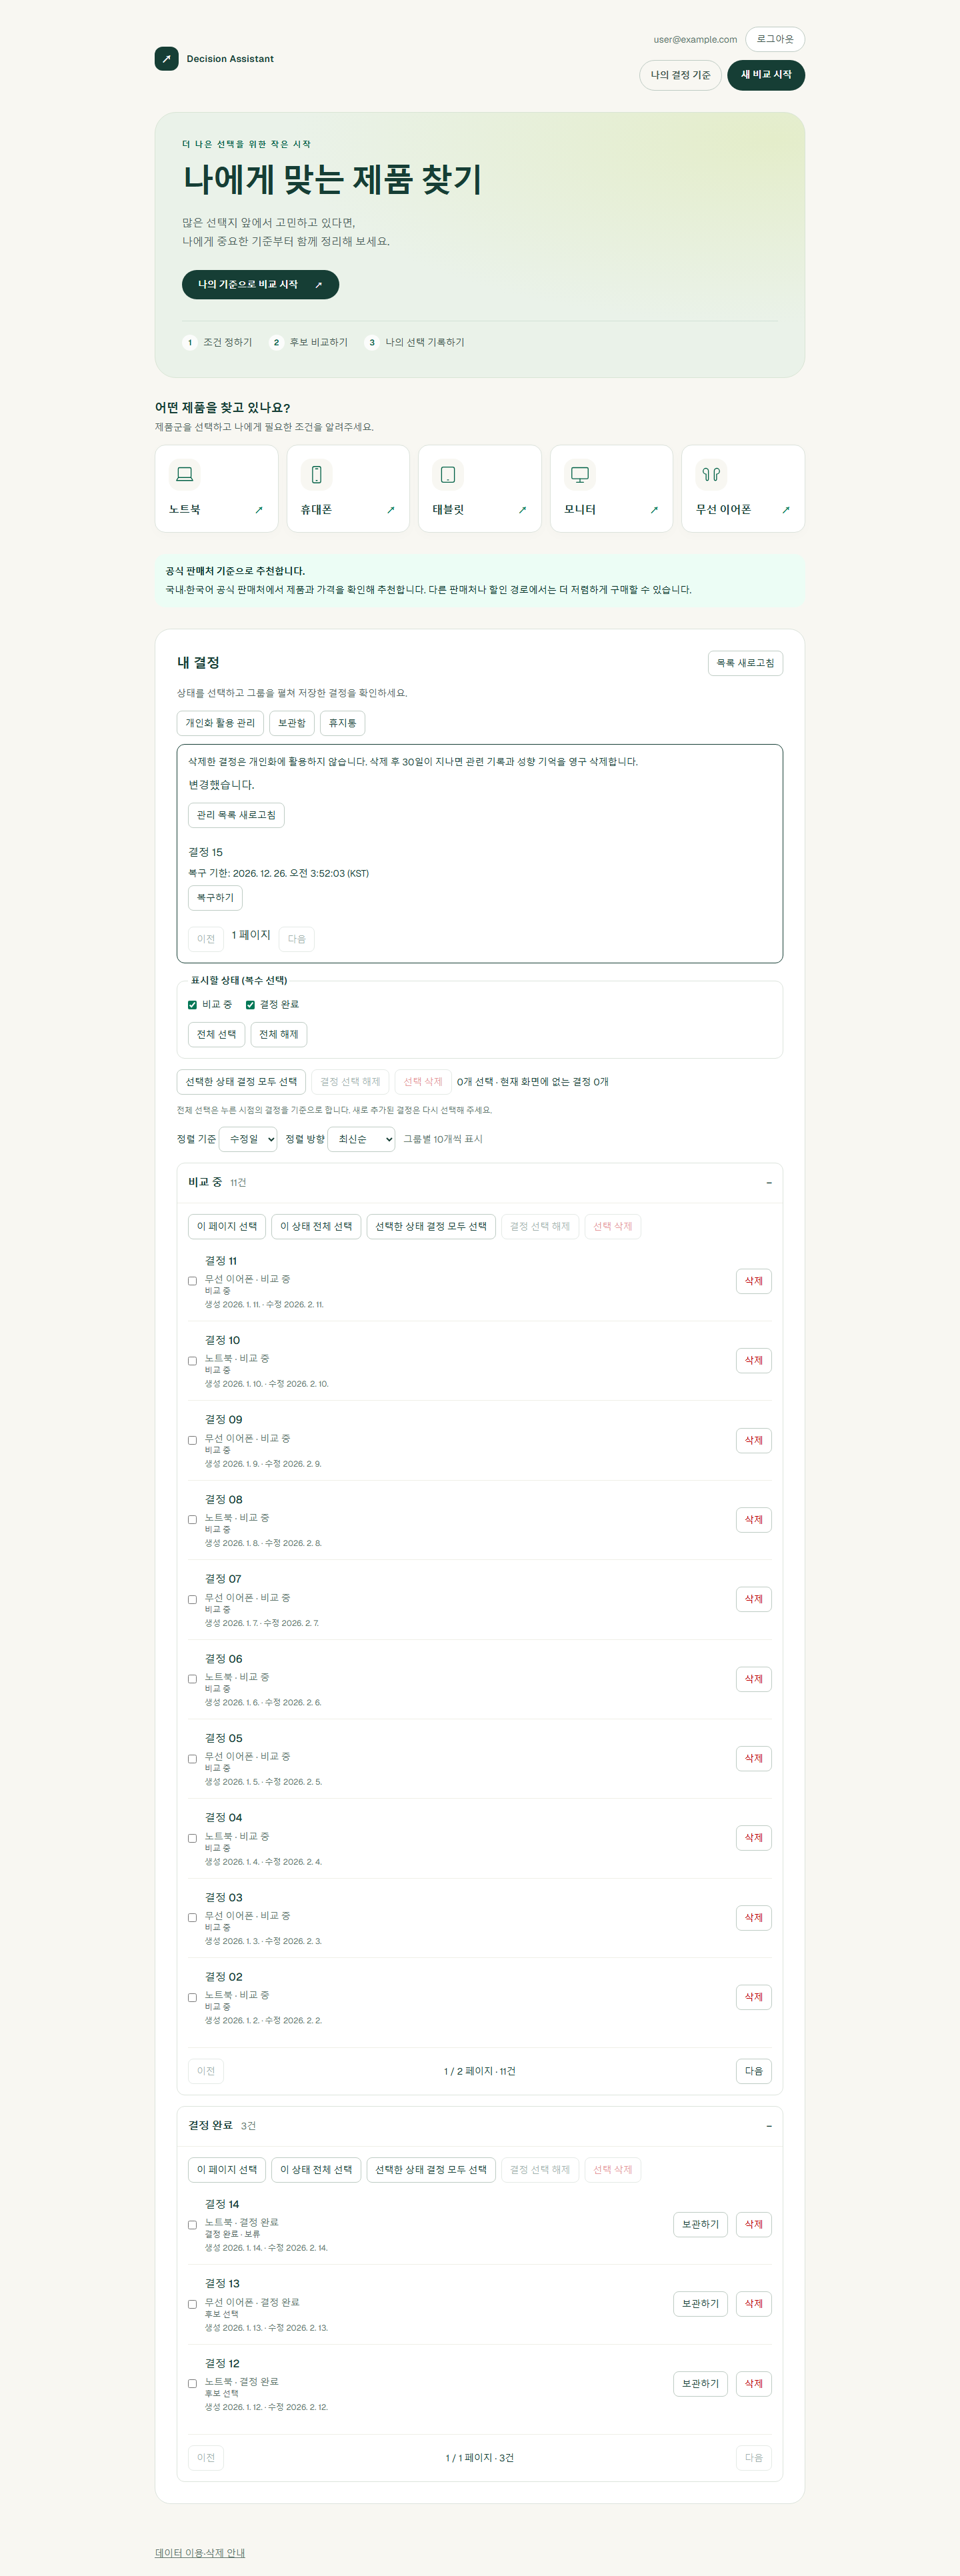 Decision Assistant
user@example.com 로그아웃
나의 결정 기준 새 비교 시작
더 나은 선택을 위한 작은 시작
나에게 맞는 제품 찾기
많은 선택지 앞에서 고민하고 있다면,
나에게 중요한 기준부터 함께 정리해 보세요.
나의 기준으로 비교 시작 ↗
1 조건 정하기 2 후보 비교하기 3 나의 선택 기록하기
어떤 제품을 찾고 있나요?
제품군을 선택하고 나에게 필요한 조건을 알려주세요.
노트북 ↗ 휴대폰 ↗ 태블릿 ↗ 모니터 ↗ 무선 이어폰 ↗
공식 판매처 기준으로 추천합니다.
국내·한국어 공식 판매처에서 제품과 가격을 확인해 추천합니다. 다른 판매처나 할인 경로에서는 더 저렴하게 구매할 수 있습니다.
내 결정 목록 새로고침
상태를 선택하고 그룹을 펼쳐 저장한 결정을 확인하세요.
개인화 활용 관리 보관함 휴지통
삭제한 결정은 개인화에 활용하지 않습니다. 삭제 후 30일이 지나면 관련 기록과 성향 기억을 영구 삭제합니다.
변경했습니다.
관리 목록 새로고침
결정 15
복구 기한: 2026. 12. 26. 오전 3:52:03 (KST)
복구하기
이전 1 페이지 다음
표시할 상태 (복수 선택)
비교 중 결정 완료
전체 선택 전체 해제
선택한 상태 결정 모두 선택 결정 선택 해제 선택 삭제 0개 선택 · 현재 화면에 없는 결정 0개
전체 선택은 누른 시점의 결정을 기준으로 합니다. 새로 추가된 결정은 다시 선택해 주세요.
정렬 기준 수정일 정렬 방향 최신순 그룹별 10개씩 표시
비교 중 11건 −
이 페이지 선택 이 상태 전체 선택 선택한 상태 결정 모두 선택 결정 선택 해제 선택 삭제
결정 11
무선 이어폰 · 비교 중
비교 중
생성 2026. 1. 11. · 수정 2026. 2. 11.
삭제
결정 10
노트북 · 비교 중
비교 중
생성 2026. 1. 10. · 수정 2026. 2. 10.
삭제
결정 09
무선 이어폰 · 비교 중
비교 중
생성 2026. 1. 9. · 수정 2026. 2. 9.
삭제
결정 08
노트북 · 비교 중
비교 중
생성 2026. 1. 8. · 수정 2026. 2. 8.
삭제
결정 07
무선 이어폰 · 비교 중
비교 중
생성 2026. 1. 7. · 수정 2026. 2. 7.
삭제
결정 06
노트북 · 비교 중
비교 중
생성 2026. 1. 6. · 수정 2026. 2. 6.
삭제
결정 05
무선 이어폰 · 비교 중
비교 중
생성 2026. 1. 5. · 수정 2026. 2. 5.
삭제
결정 04
노트북 · 비교 중
비교 중
생성 2026. 1. 4. · 수정 2026. 2. 4.
삭제
결정 03
무선 이어폰 · 비교 중
비교 중
생성 2026. 1. 3. · 수정 2026. 2. 3.
삭제
결정 02
노트북 · 비교 중
비교 중
생성 2026. 1. 2. · 수정 2026. 2. 2.
삭제
이전 1 / 2 페이지 · 11건 다음
결정 완료 3건 −
이 페이지 선택 이 상태 전체 선택 선택한 상태 결정 모두 선택 결정 선택 해제 선택 삭제
결정 14
노트북 · 결정 완료
결정 완료 · 보류
생성 2026. 1. 14. · 수정 2026. 2. 14.
보관하기 삭제
결정 13
무선 이어폰 · 결정 완료
후보 선택
생성 2026. 1. 13. · 수정 2026. 2. 13.
보관하기 삭제
결정 12
노트북 · 결정 완료
후보 선택
생성 2026. 1. 12. · 수정 2026. 2. 12.
보관하기 삭제
이전 1 / 1 페이지 · 3건 다음
데이터 이용·삭제 안내